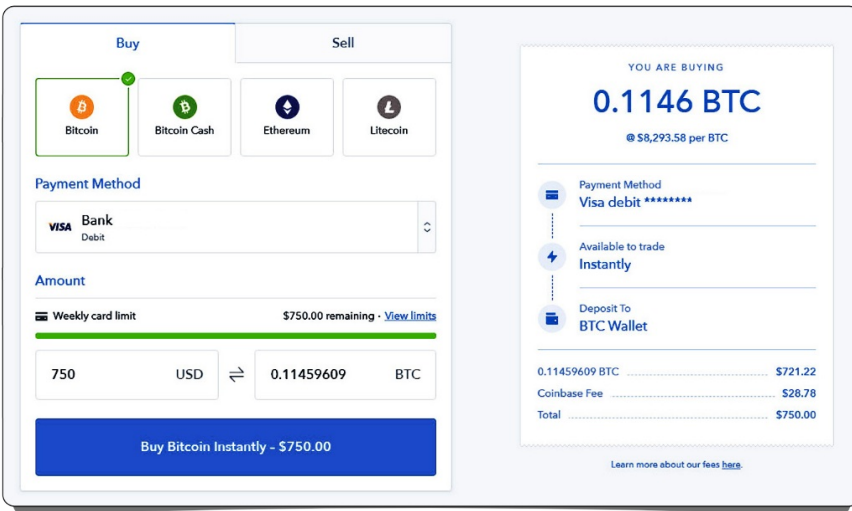 Buy
Sell
Bitcoin
Bitcoin Cash
Ethereum
Litecoin
Payment Method
VISA
Bank
Debit
Amount
Weekly card limit
$750.00 remaining · View limits
750 USD
0.11459609 BTC
Buy Bitcoin Instantly - $750.00
YOU ARE BUYING
0.1146 BTC
@ $8,293.58 per BTC
Payment Method
Visa debit ********
Available to trade
Instantly
Deposit To
BTC Wallet
0.11459609 BTC $721.22
Coinbase Fee $28.78
Total $750.00
Learn more about our fees here.